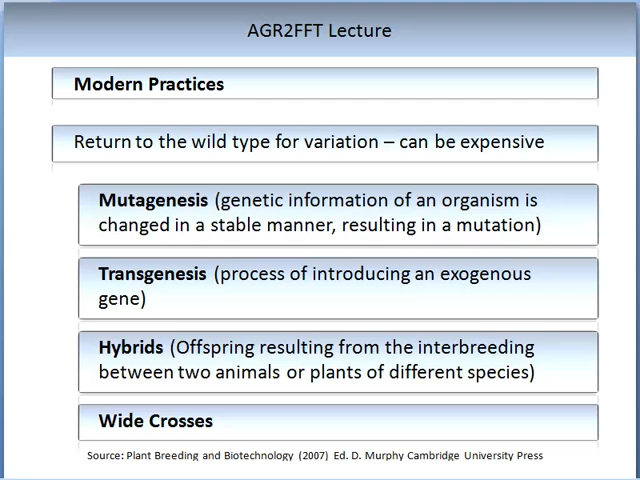 AGR2FFT Lecture
Modern Practices
Return to the wild type for variation – can be expensive
Mutagenesis (genetic information of an organism is
changed in a stable manner, resulting in a mutation)
Transgenesis (process of introducing an exogenous
gene)
Hybrids (Offspring resulting from the interbreeding
between two animals or plants of different species)
Wide Crosses
Source: Plant Breeding and Biotechnology (2007) Ed. D. Murphy Cambridge University Press